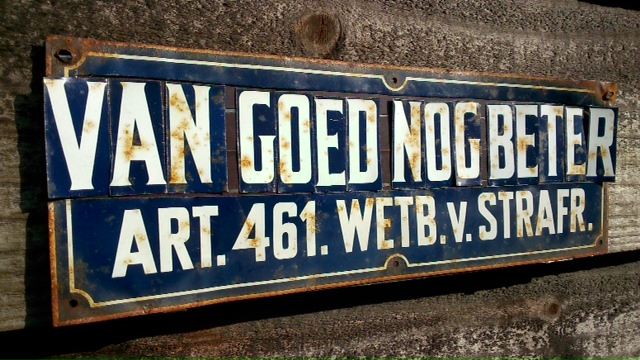 VAN GOED NOG BETER
ART. 461. WETB. V. STRAFR.